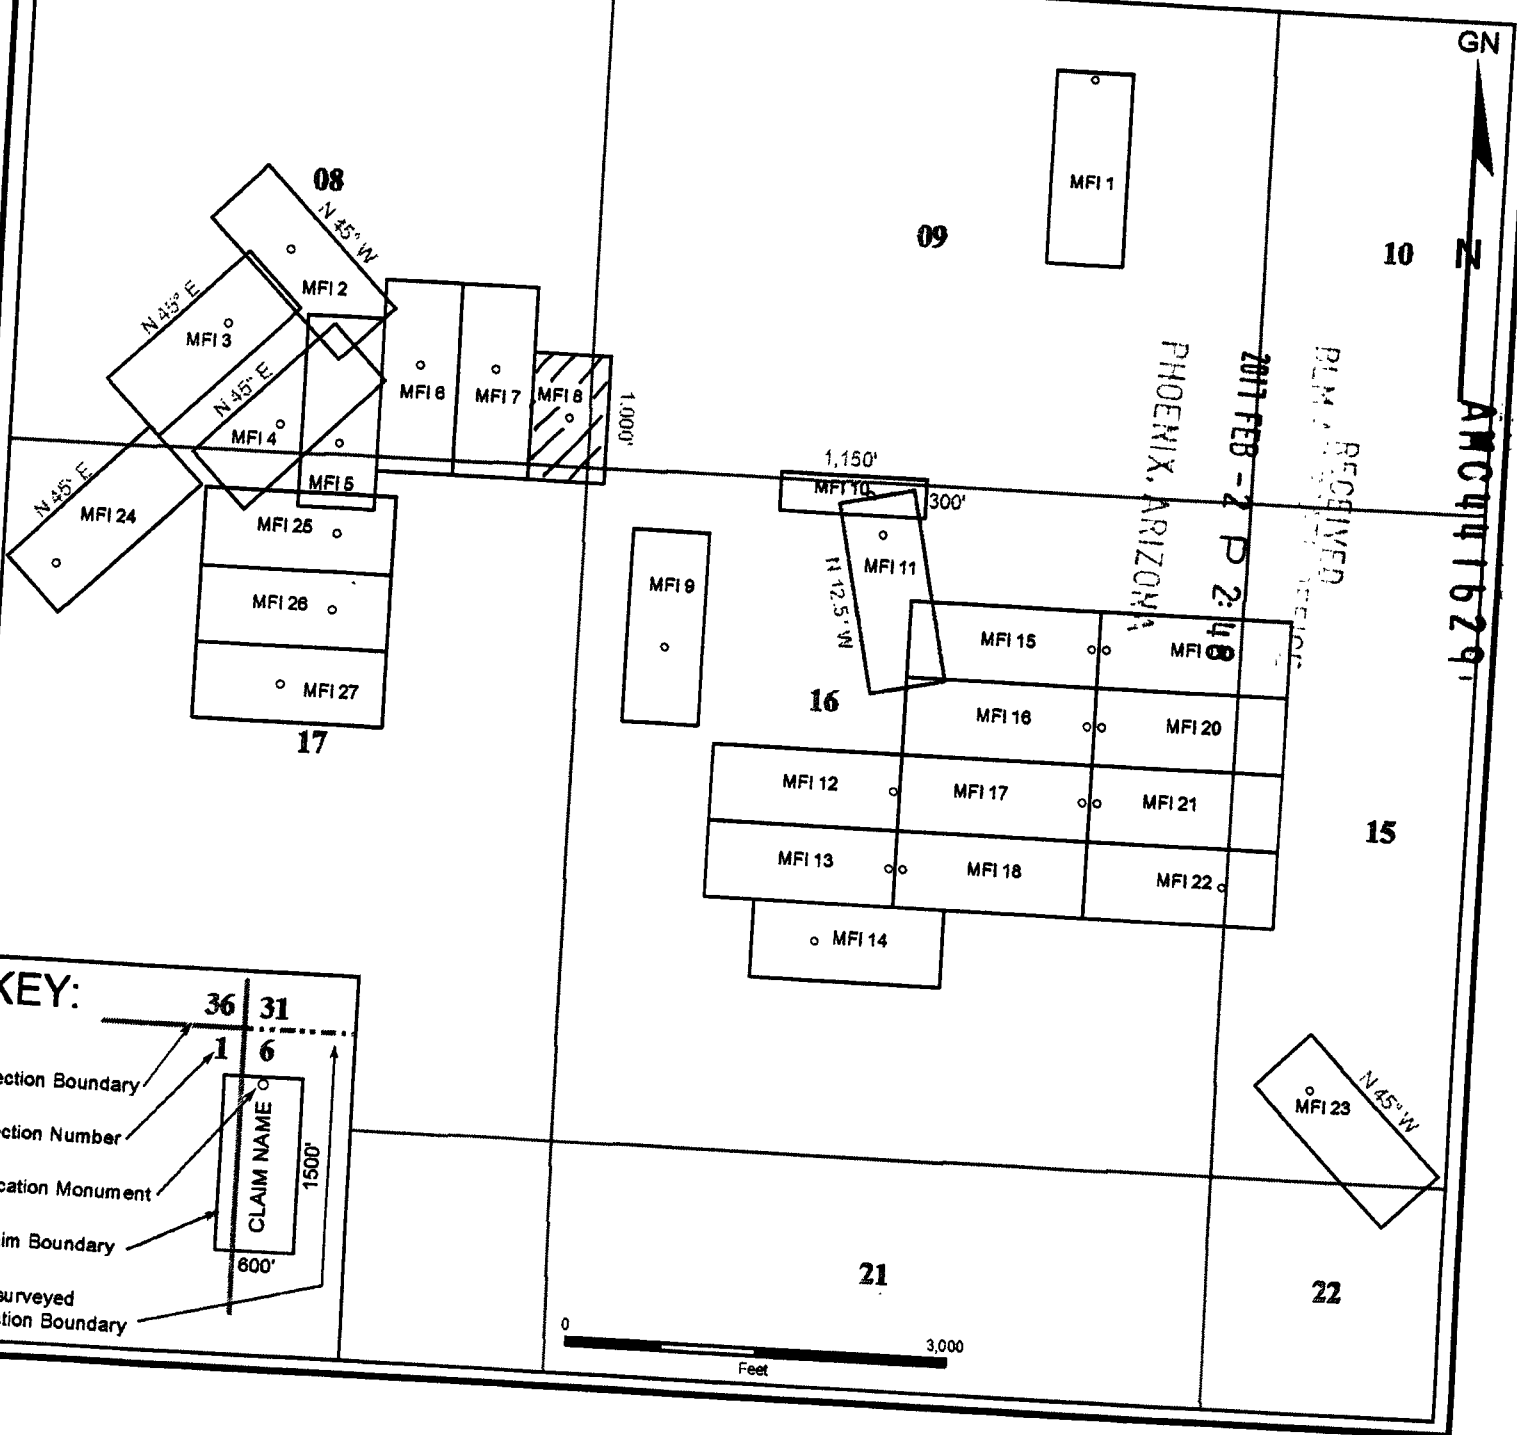 GN
N
08
09
10
MFI 1
N 45° W
MFI 2
N 45° E
MFI 3
N 45° E
MFI 4
MFI 5
MFI 6
MFI 7
MFI 8
1,000'
N 45° E
MFI 24
MFI 25
MFI 26
MFI 27
17
1,150'
MFI 10
300'
MFI 9
MFI 11
N 12.5° W
16
MFI 15
MFI
MFI 16
MFI 20
MFI 12
MFI 17
MFI 21
MFI 13
MFI 18
MFI 22
MFI 14
15
PHOENIX, ARIZONA
2011 FEB -2 P 2:48
RECEIVED
AMC441629
MFI 23
N 45° W
21
22
KEY:
36 31
1 6
ection Boundary
ection Number
cation Monument
im Boundary
surveyed
tion Boundary
CLAIM NAME
1500'
600'
0
3,000
Feet